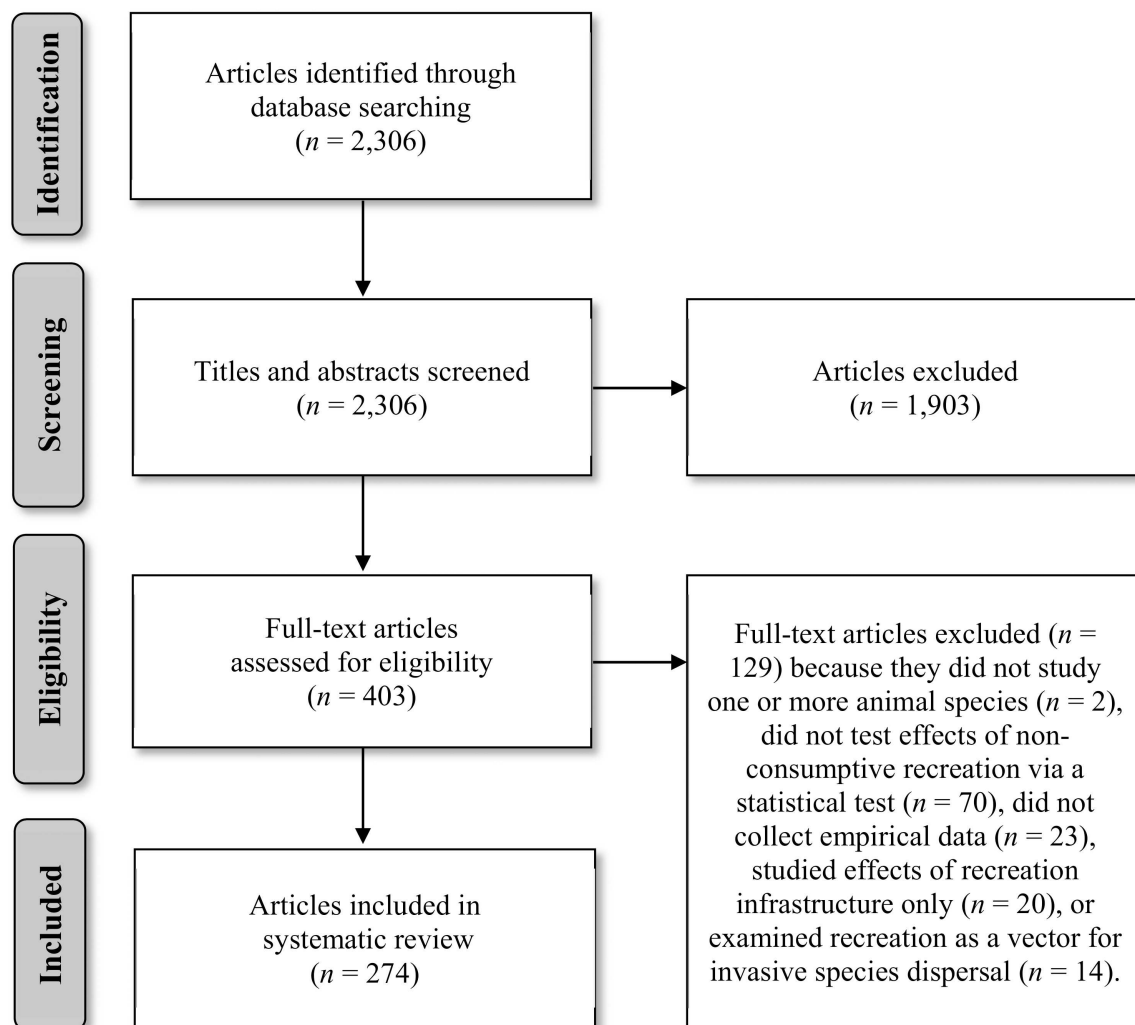 Identification
Articles identified through
database searching
(n = 2,306)
Screening
Titles and abstracts screened
(n = 2,306)
Articles excluded
(n = 1,903)
Eligibility
Full-text articles
assessed for eligibility
(n = 403)
Full-text articles excluded (n =
129) because they did not study
one or more animal species (n = 2),
did not test effects of non-
consumptive recreation via a
statistical test (n = 70), did not
collect empirical data (n = 23),
studied effects of recreation
infrastructure only (n = 20), or
examined recreation as a vector for
invasive species dispersal (n = 14).
Included
Articles included in
systematic review
(n = 274)